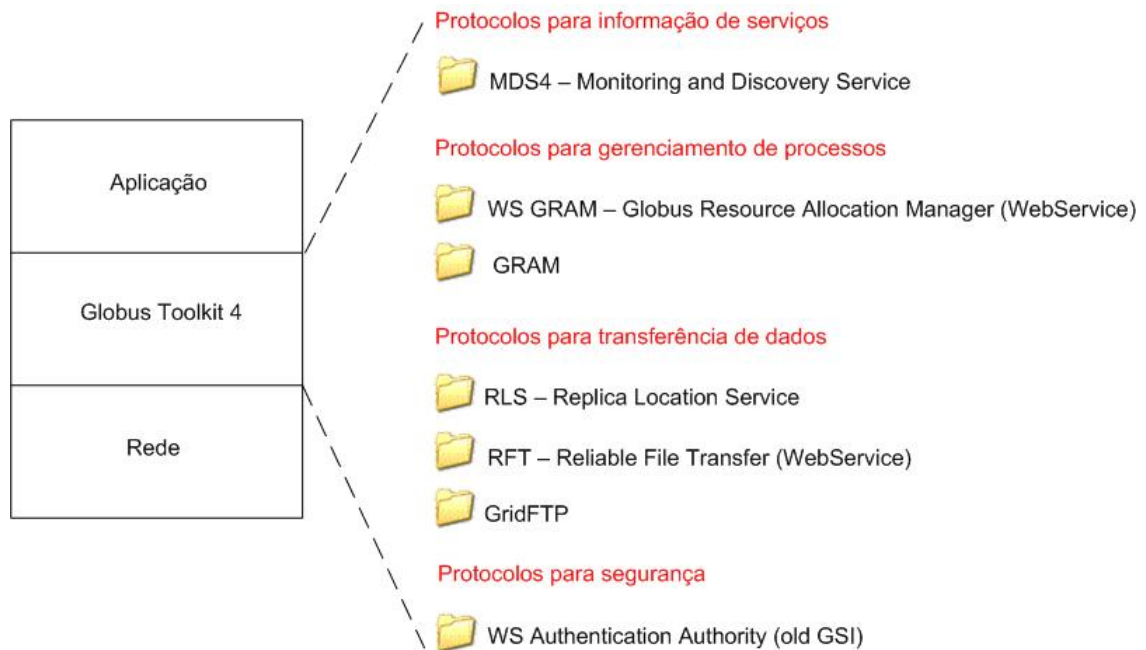 Aplicação
Globus Toolkit 4
Rede
Protocolos para informação de serviços
MDS4 – Monitoring and Discovery Service
Protocolos para gerenciamento de processos
WS GRAM – Globus Resource Allocation Manager (WebService)
GRAM
Protocolos para transferência de dados
RLS – Replica Location Service
RFT – Reliable File Transfer (WebService)
GridFTP
Protocolos para segurança
WS Authentication Authority (old GSI)